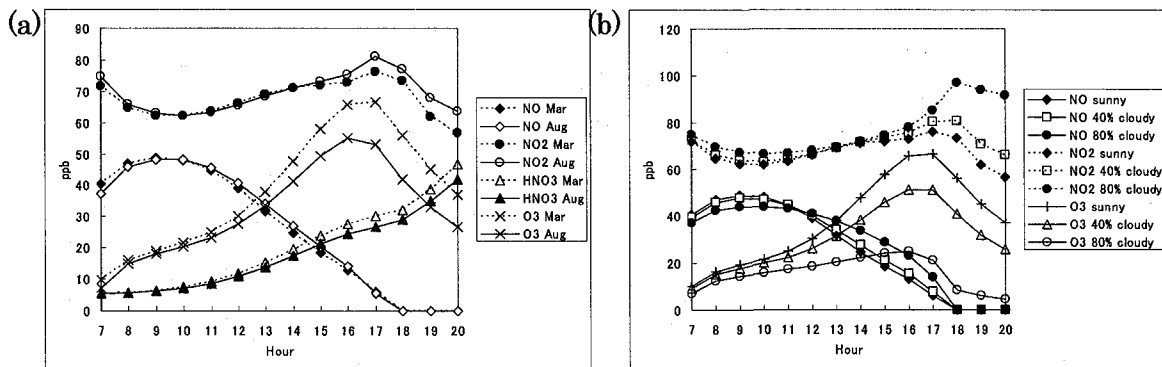 (a)
90
80
70
60
50
40
30
20
10
0
ppb
7 8 9 10 11 12 13 14 15 16 17 18 19 20
Hour
NO Mar
NO Aug
NO2 Mar
NO2 Aug
HNO3 Mar
HNO3 Aug
O3 Mar
O3 Aug
(b)
120
100
80
60
40
20
0
ppb
7 8 9 10 11 12 13 14 15 16 17 18 19 20
Hour
NO sunny
NO 40% cloudy
NO 80% cloudy
NO2 sunny
NO2 40% cloudy
NO2 80% cloudy
O3 sunny
O3 40% cloudy
O3 80% cloudy